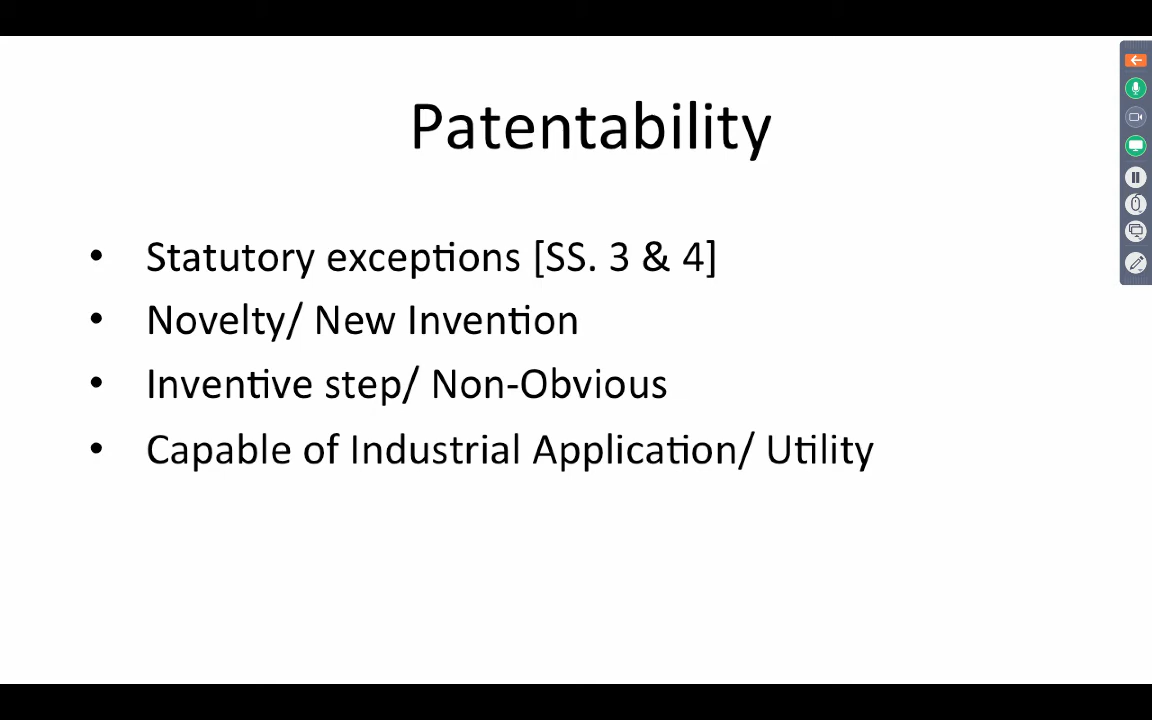 Patentability
• Statutory exceptions [SS. 3 & 4]
• Novelty/ New Invention
• Inventive step/ Non-Obvious
• Capable of Industrial Application/ Utility